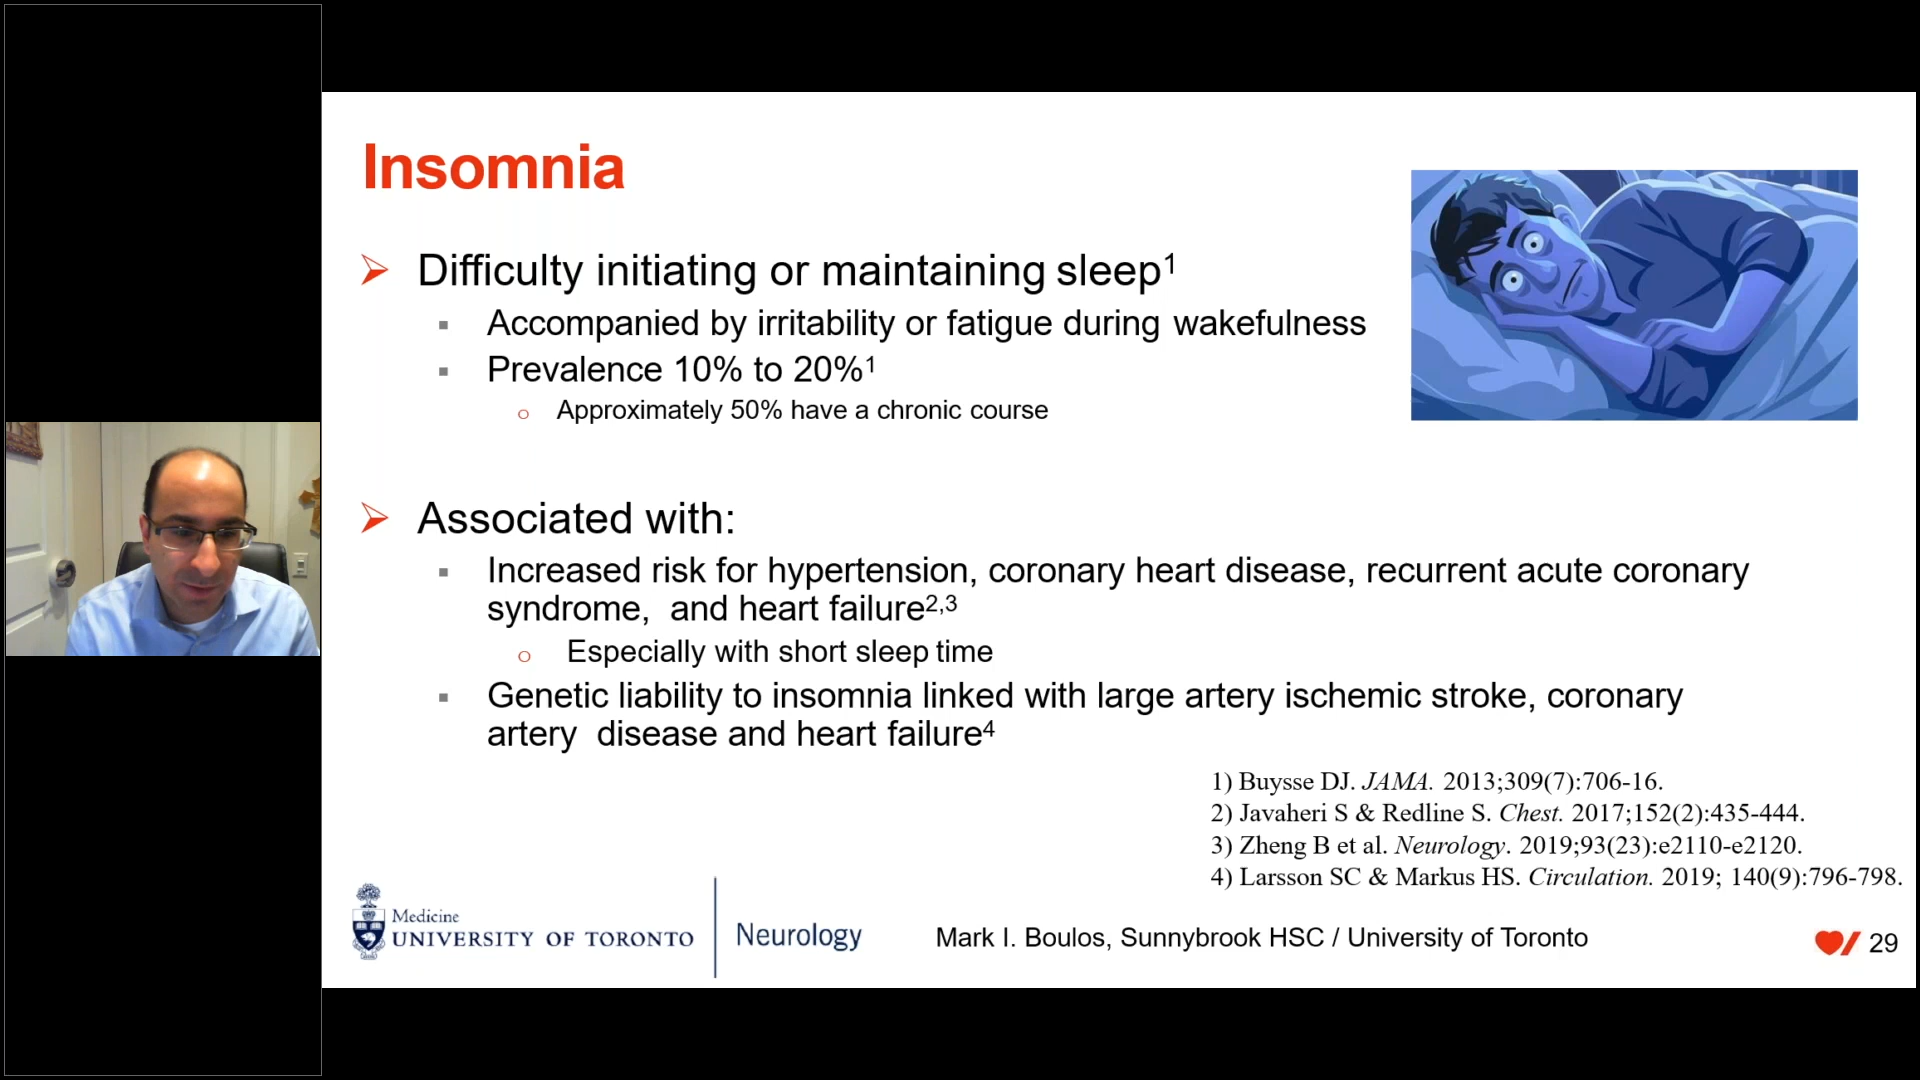 Insomnia
Difficulty initiating or maintaining sleep1
Accompanied by irritability or fatigue during wakefulness
Prevalence 10% to 20%1
Approximately 50% have a chronic course
Associated with:
Increased risk for hypertension, coronary heart disease, recurrent acute coronary
syndrome, and heart failure2,3
Especially with short sleep time
Genetic liability to insomnia linked with large artery ischemic stroke, coronary
artery disease and heart failure4
1) Buysse DJ. JAMA. 2013;309(7):706-16.
2) Javaheri S & Redline S. Chest. 2017;152(2):435-444.
3) Zheng B et al. Neurology. 2019;93(23):e2110-e2120.
4) Larsson SC & Markus HS. Circulation. 2019; 140(9):796-798.
Medicine
UNIVERSITY OF TORONTO
Neurology
Mark I. Boulos, Sunnybrook HSC / University of Toronto
29